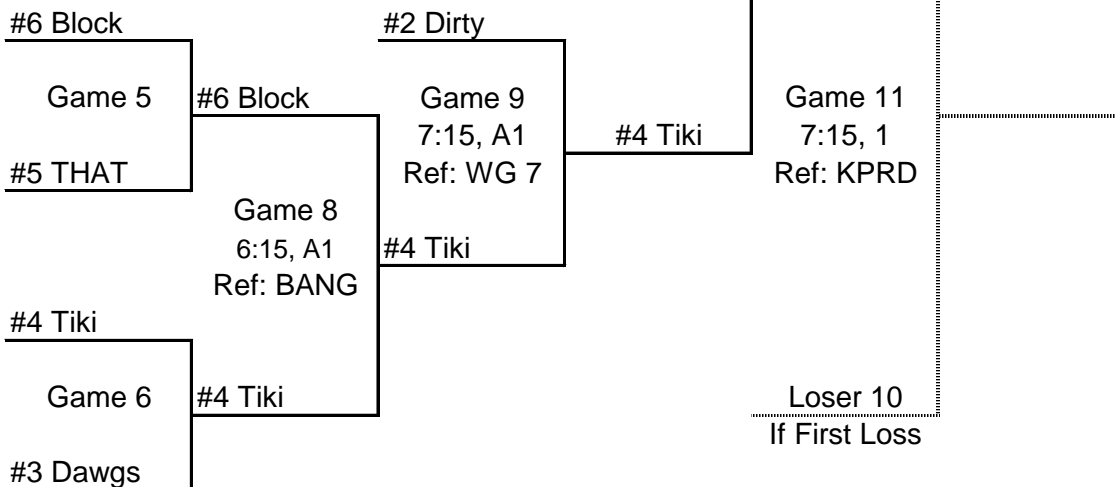 #6 Block
#2 Dirty
Game 5
#6 Block
Game 9
Game 11
7:15, A1
#4 Tiki
7:15, 1
#5 THAT
Ref: WG 7
Ref: KPRD
Game 8
6:15, A1
#4 Tiki
Ref: BANG
#4 Tiki
Game 6
#4 Tiki
Loser 10
If First Loss
#3 Dawgs